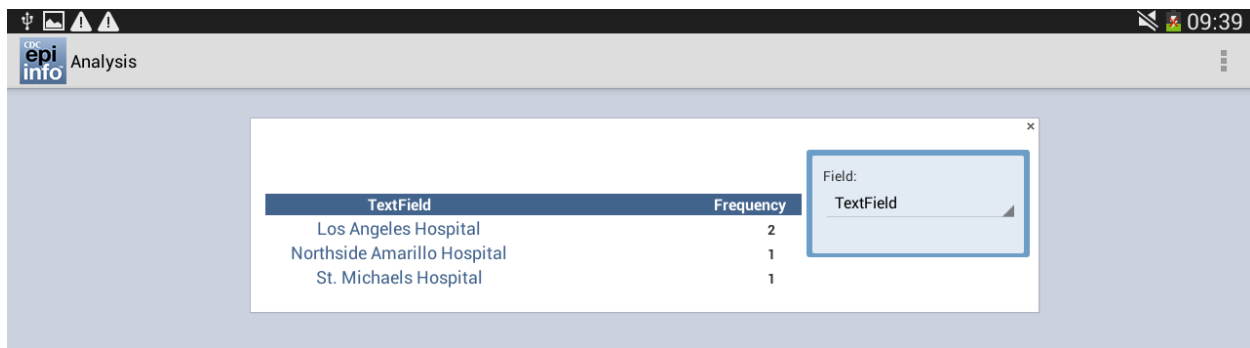 09:39
CDC
epi
info™ Analysis
×
Field:
TextField
TextField Frequency
Los Angeles Hospital 2
Northside Amarillo Hospital 1
St. Michaels Hospital 1